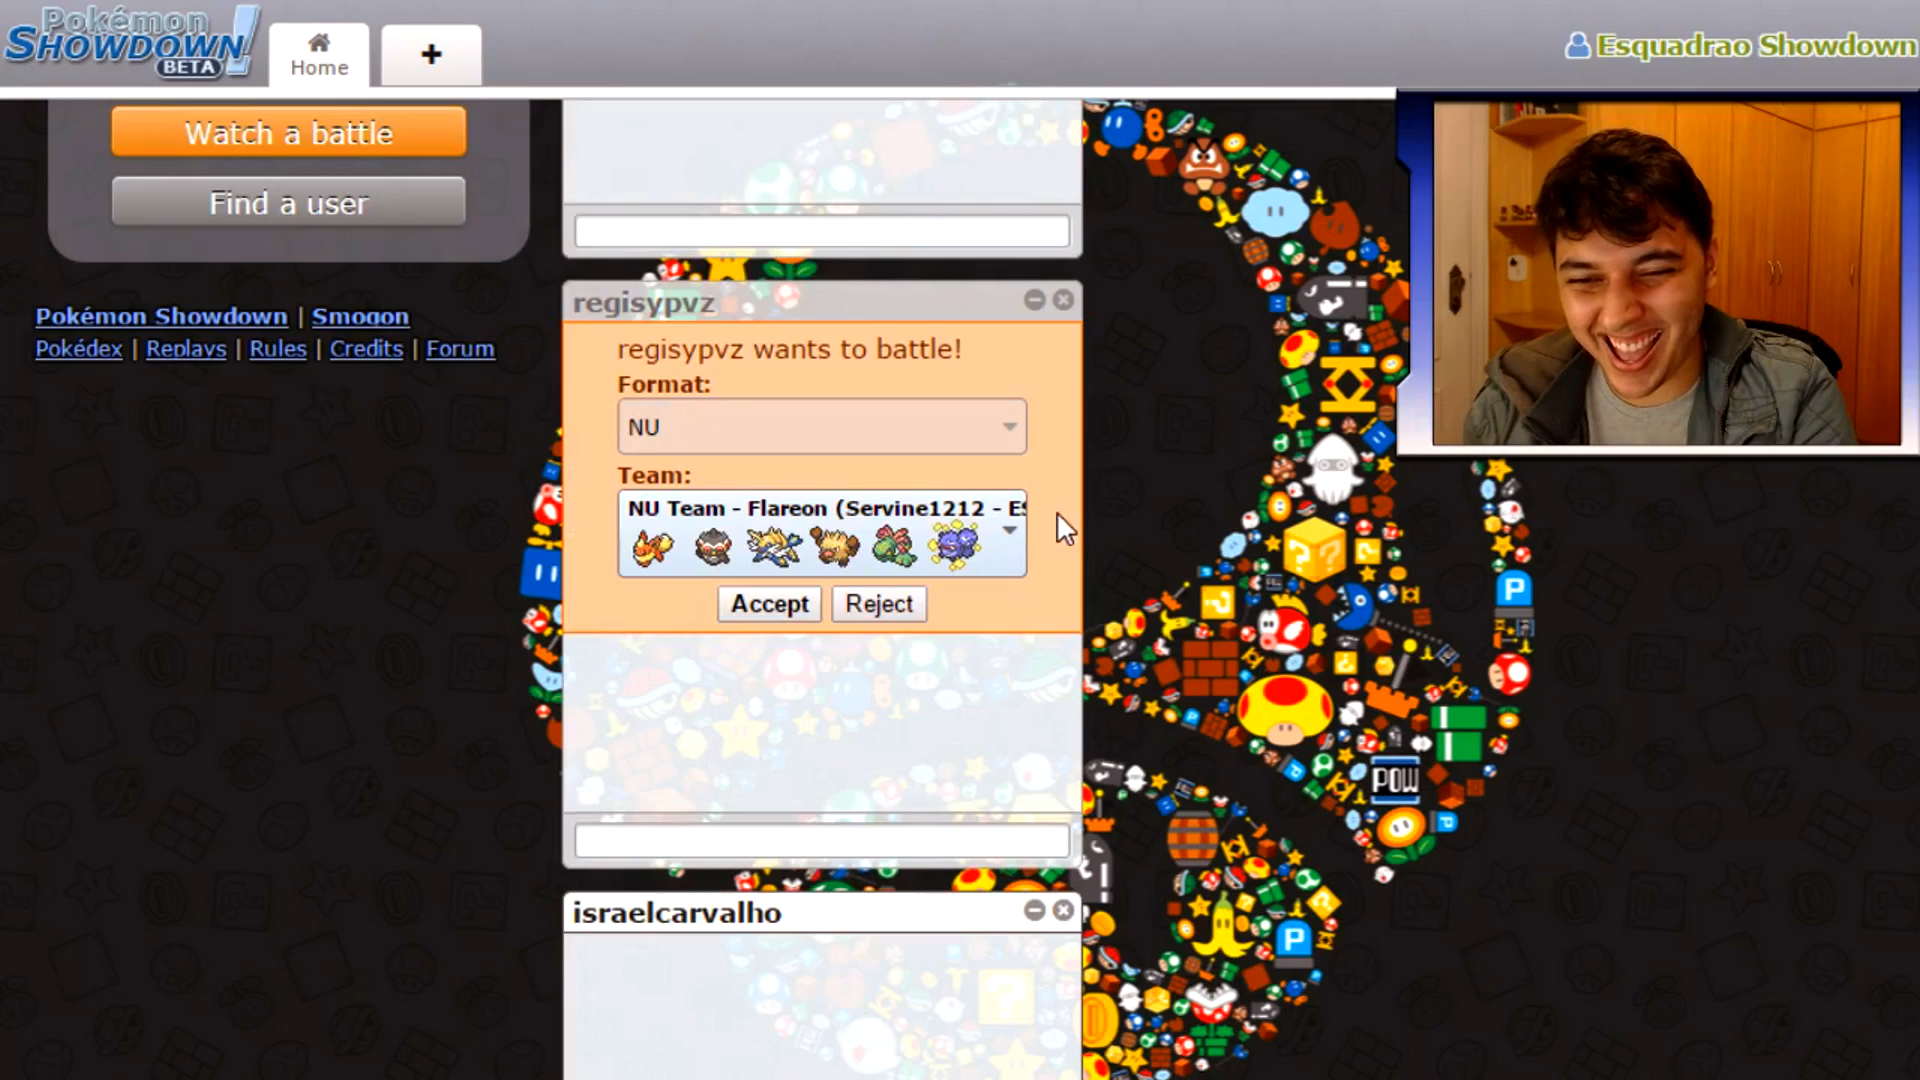 Pokémon
SHOWDOWN!
BETA
Home
+
Esquadrao Showdown
Watch a battle
Find a user
Pokémon Showdown | Smogon
Pokédex | Replays | Rules | Credits | Forum
regisypvz
regisypvz wants to battle!
Format:
NU
Team:
NU Team - Flareon (Servine1212 - ES
Accept
Reject
israelcarvalho
P
POW
P